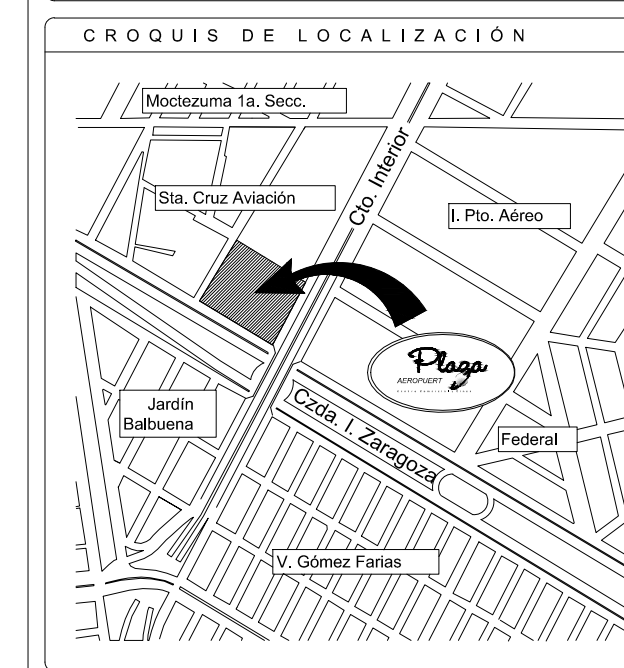 CROQUIS DE LOCALIZACIÓN
Moctezuma 1a. Secc.
Cto. Interior
Sta. Cruz Aviación
I. Pto. Aéreo
Plaza
AEROPUERT
Jardín
Balbuena
Czda. I. Zaragoza
Federal
V. Gómez Farias